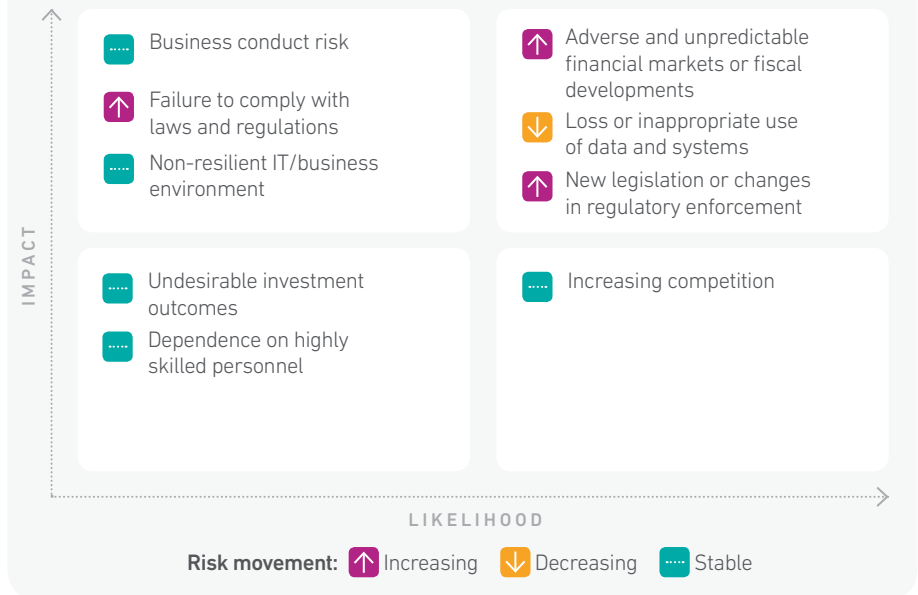 Business conduct risk
Failure to comply with
laws and regulations
Non-resilient IT/business
environment
Adverse and unpredictable
financial markets or fiscal
developments
Loss or inappropriate use
of data and systems
New legislation or changes
in regulatory enforcement
IMPACT
Undesirable investment
outcomes
Dependence on highly
skilled personnel
Increasing competition
LIKELIHOOD
Risk movement: Increasing Decreasing Stable